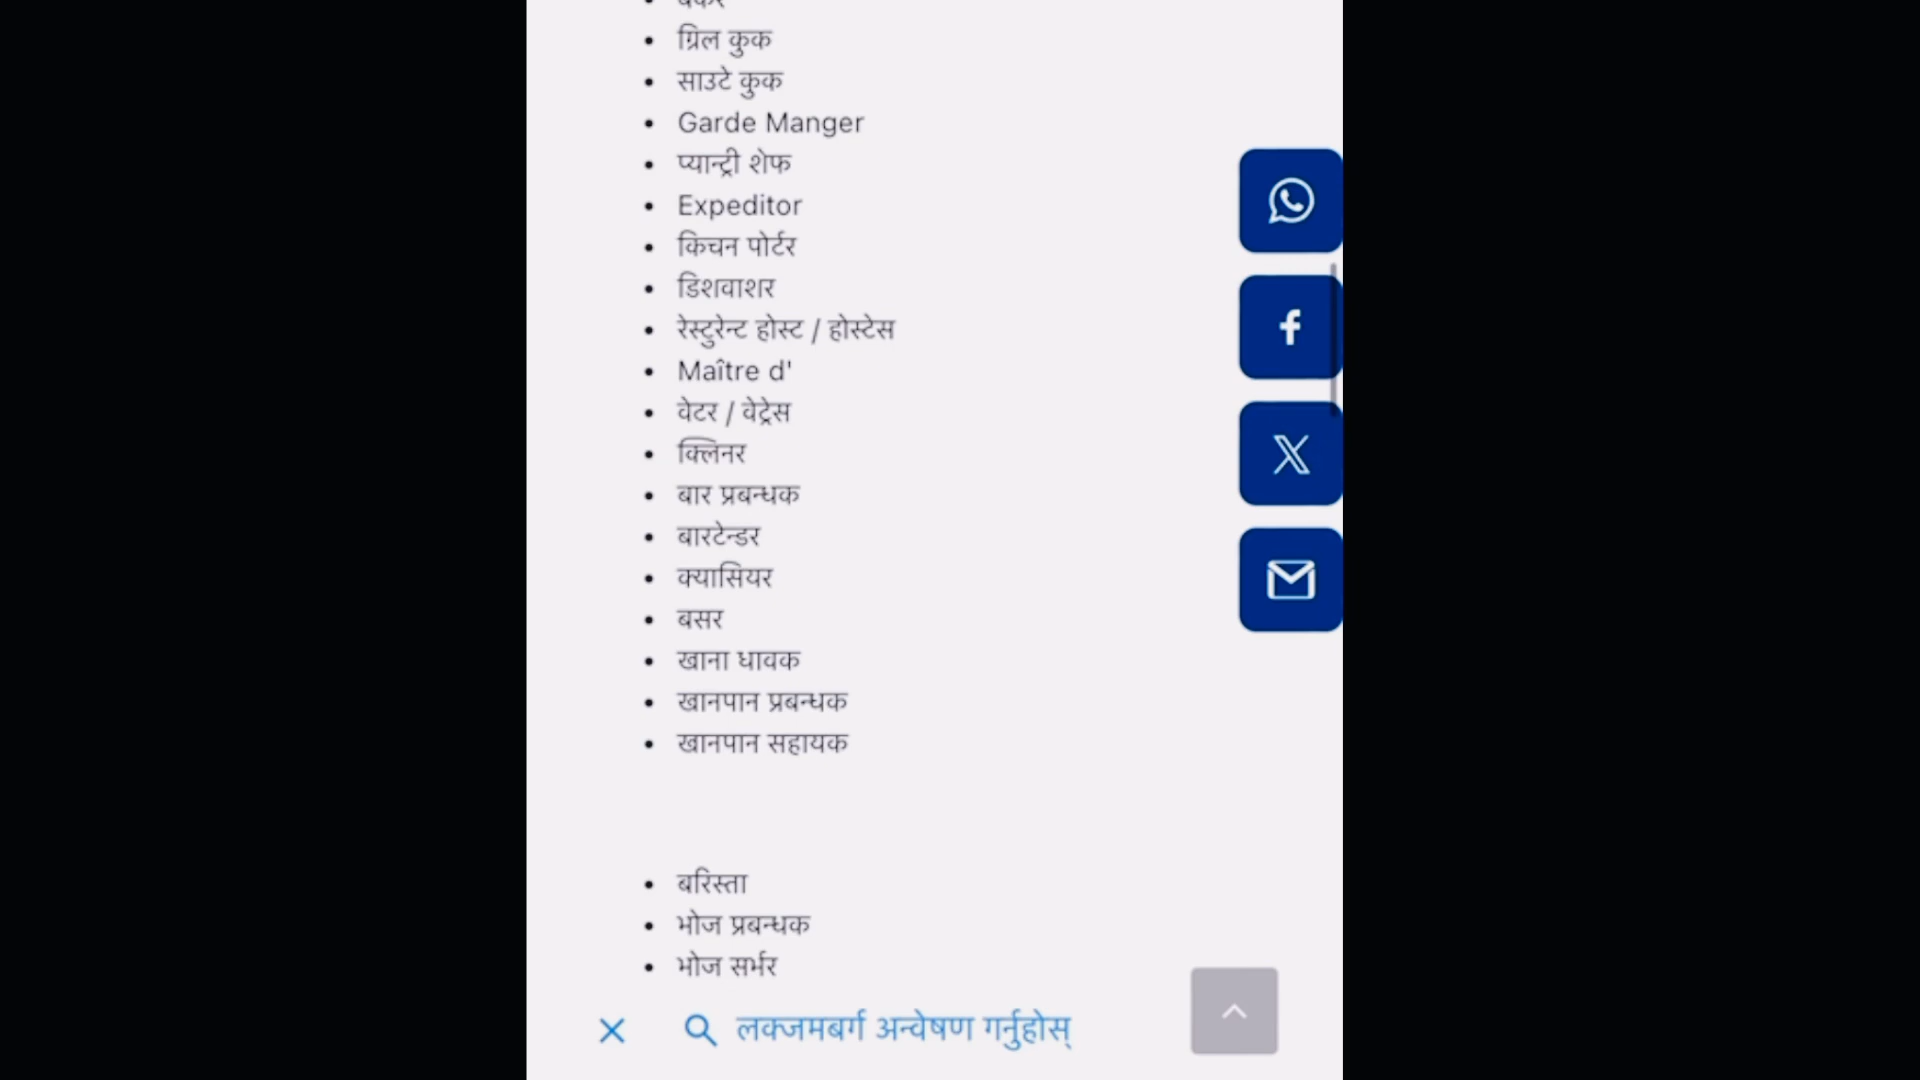 बेकर
ग्रिल कुक
साउटे कुक
Garde Manger
प्यान्ट्री शेफ
Expeditor
किचन पोर्टर
डिशवाशर
रेस्टुरेन्ट होस्ट / होस्टेस
Maître d'
वेटर / वेट्रेस
क्लिनर
बार प्रबन्धक
बारटेन्डर
क्यासियर
बसर
खाना धावक
खानपान प्रबन्धक
खानपान सहायक
बरिस्ता
भोज प्रबन्धक
भोज सर्भर
लक्जमबर्ग अन्वेषण गर्नुहोस्